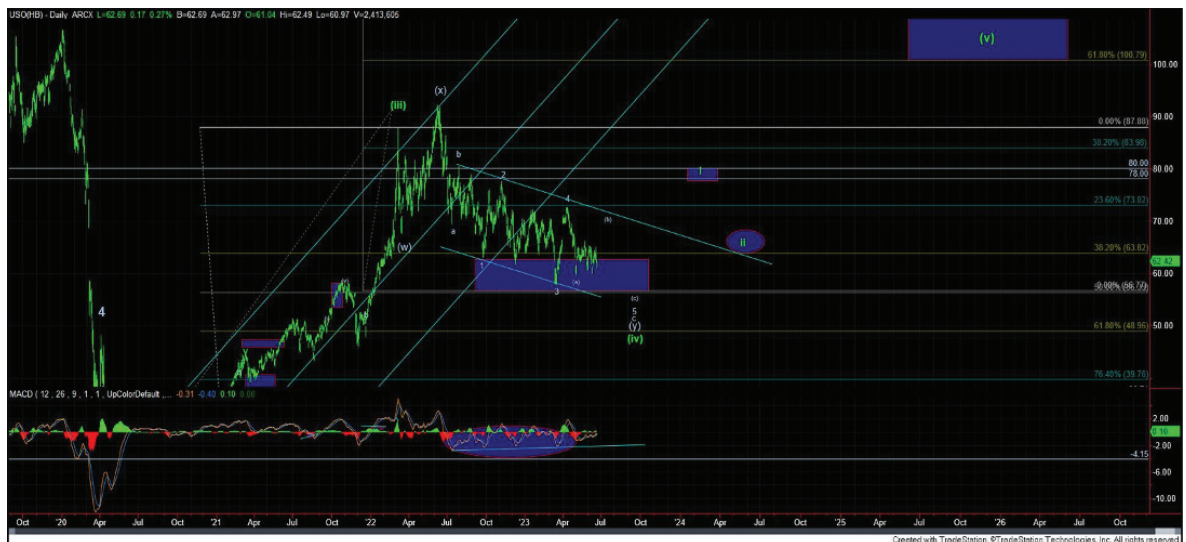 USO(HB) - Daily ARCX L=62.69 0.17 0.27% B=62.69 A=62.97 O=61.04 Hi=62.49 Lo=60.97 V=2,413,605
(v)
61.80% (100.79)
100.00
(x)
(iii)
90.00
0.00% (87.88)
38.20% (83.98)
b
80.00
80.00
2
i
78.00
4
23.60% (73.02)
(b)
70.00
a
ii
(w)
38.20% (63.82)
62.42
1
60.00
(a)
3
0.00% (56.77)
(c)
5
c
(y)
(iv)
4
50.00
61.80% (48.96)
76.40% (39.76)
MACD ( 12 , 26 , 9 , 1 , 1 , UpColorDefault ,... -0.31 -0.40 0.10 0.00
2.00
0.10
-2.00
-4.15
-6.00
-10.00
Oct '20 Apr Jul Oct '21 Apr Jul Oct '22 Apr Jul Oct '23 Apr Jul Oct '24 Apr Jul Oct '25 Apr Jul Oct '26 Apr Jul Oct
Created with TradeStation. ©TradeStation Technologies, Inc. All rights reserved